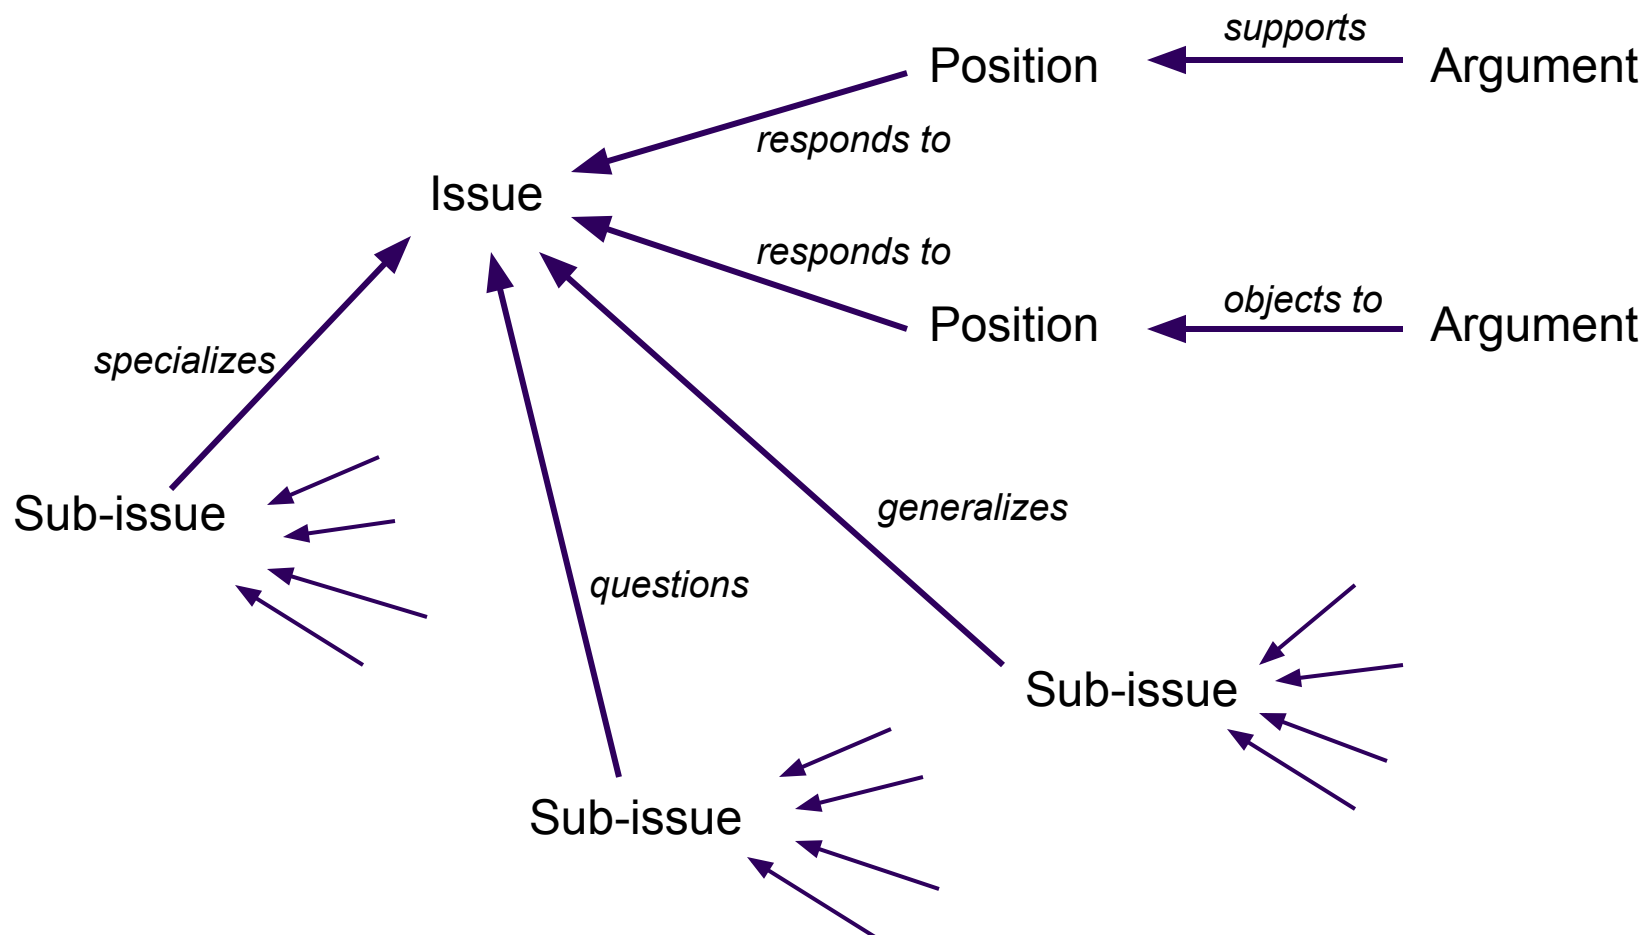 supports
Position
Argument
responds to
Issue
responds to
objects to
Position
Argument
specializes
Sub-issue
generalizes
questions
Sub-issue
Sub-issue